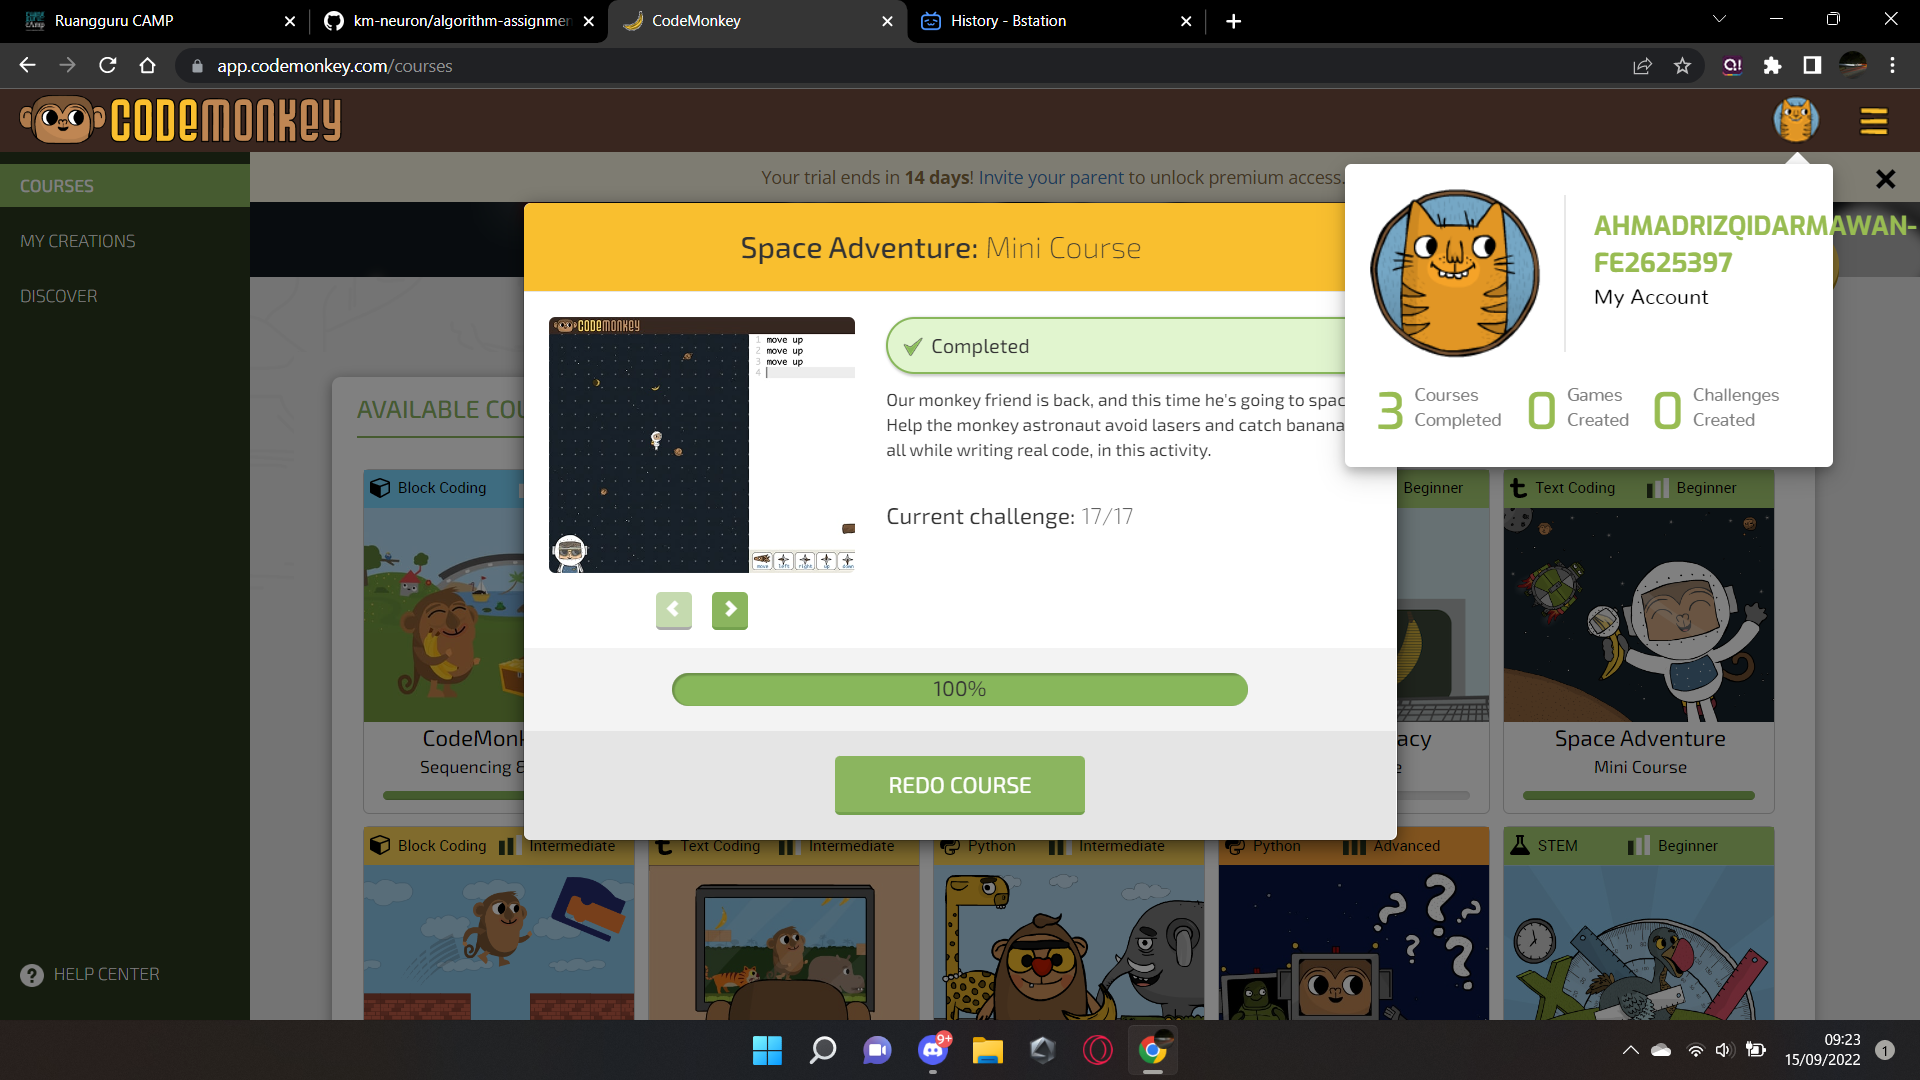 Ruangguru CAMP
km-neuron/algorithm-assignmen
CodeMonkey
History - Bstation
app.codemonkey.com/courses
CODEMONKEY
COURSES
MY CREATIONS
DISCOVER
HELP CENTER
Your trial ends in 14 days! Invite your parent to unlock premium access.
AHMADRIZQIDARMAWAN-
FE2625397
My Account
3 Courses Completed
0 Games Created
0 Challenges Created
AVAILABLE COU
Space Adventure: Mini Course
CODEMONKEY
1 move up
2 move up
3 move up
4
move left right up down
Completed
Our monkey friend is back, and this time he's going to spac
Help the monkey astronaut avoid lasers and catch banana
all while writing real code, in this activity.
Current challenge: 17/17
100%
REDO COURSE
Block Coding
Beginner
Text Coding Beginner
CodeMonk
Sequencing &
acy
e
Space Adventure
Mini Course
Block Coding Intermediate
Text Coding Intermediate
Python Intermediate
Python Advanced
STEM Beginner
? ? ? ? ?
9+
09:23
15/09/2022
1